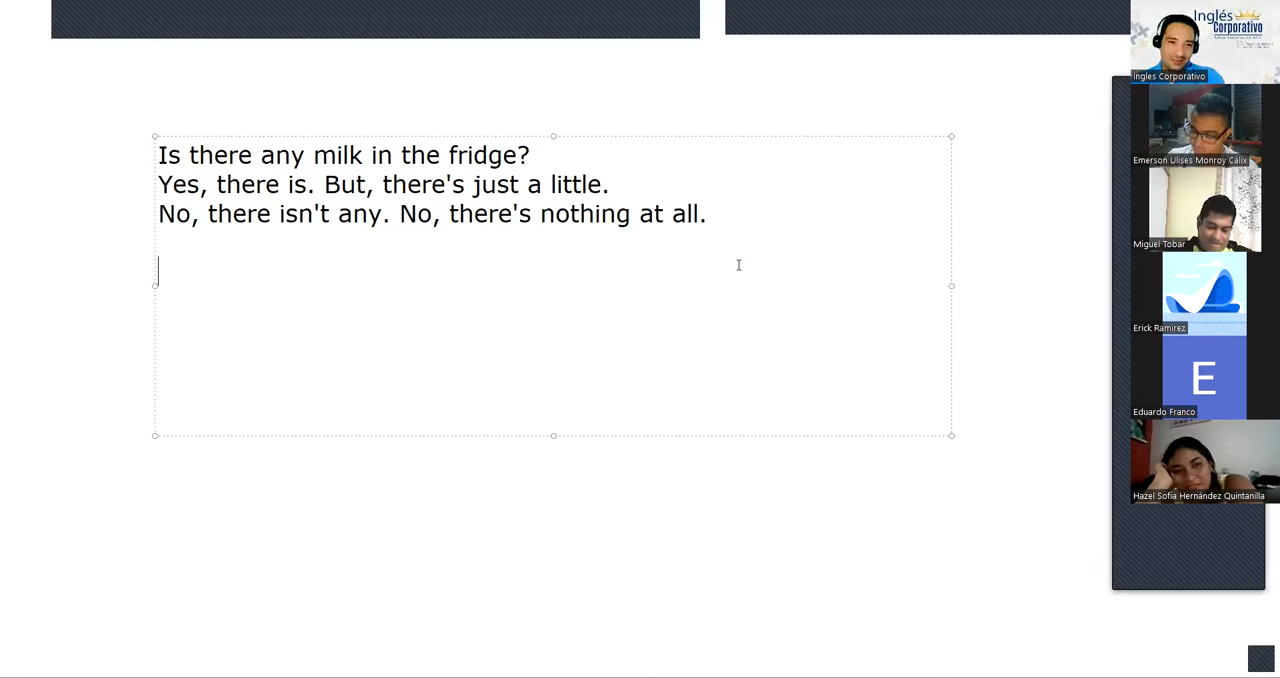 Is there any milk in the fridge?
Yes, there is. But, there's just a little.
No, there isn't any. No, there's nothing at all.
Inglés
Corporativo
Ingles Corporativo
Emerson Ulises Monroy Cálix
Miguel Tobar
Erick Ramirez
E
Eduardo Franco
Hazel Sofía Hernández Quintanilla